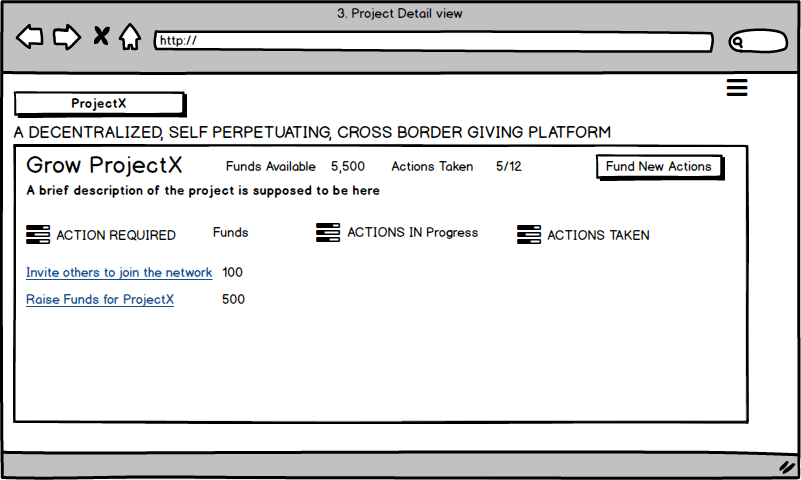 3. Project Detail view
http://
ProjectX
A DECENTRALIZED, SELF PERPETUATING, CROSS BORDER GIVING PLATFORM
Grow ProjectX Funds Available 5,500 Actions Taken 5/12 Fund New Actions
A brief description of the project is supposed to be here
ACTION REQUIRED Funds ACTIONS IN Progress ACTIONS TAKEN
Invite others to join the network 100
Raise Funds for ProjectX 500